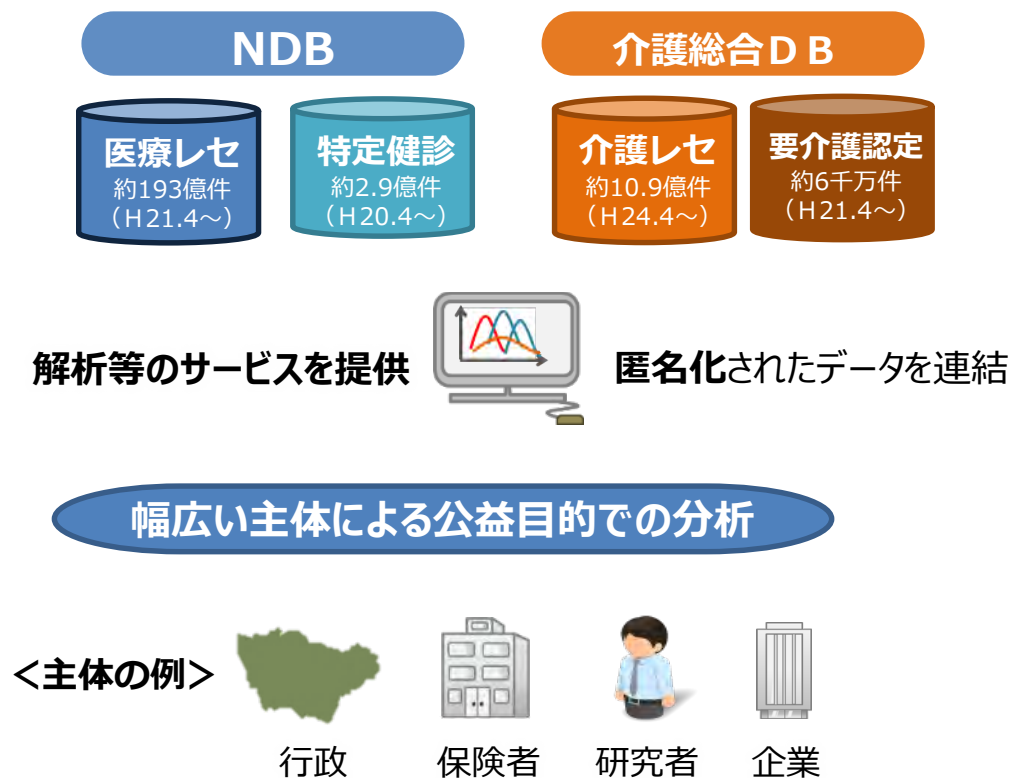 NDB
介護総合ＤＢ
医療レセ
約193億件
（Ｈ21.4～）
特定健診
約2.9億件
（Ｈ20.4～）
介護レセ
約10.9億件
（Ｈ24.4～）
要介護認定
約6千万件
（Ｈ21.4～）
解析等のサービスを提供
匿名化されたデータを連結
幅広い主体による公益目的での分析
＜主体の例＞
行政
保険者
研究者
企業